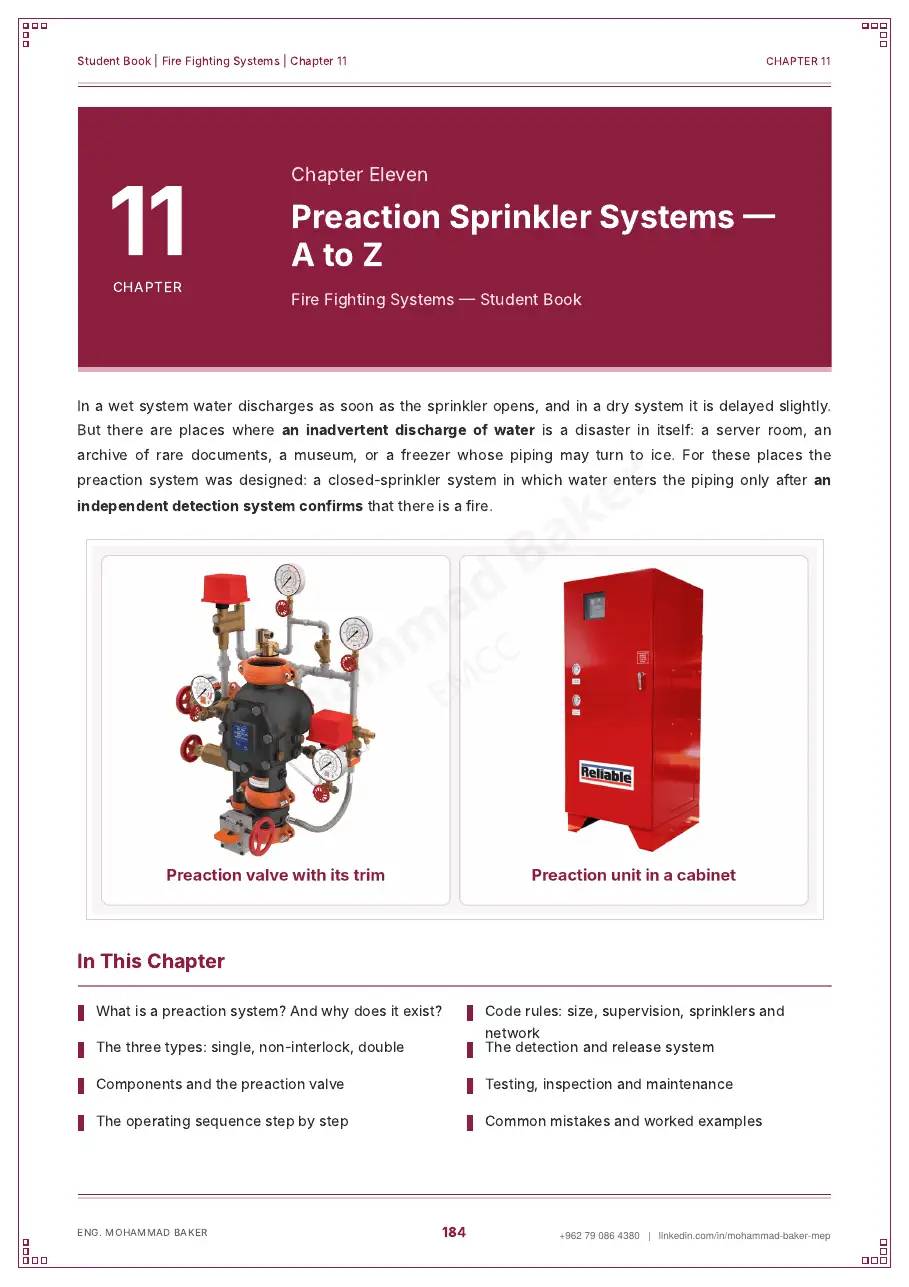 Student Book | Fire Fighting Systems | Chapter 11
CHAPTER 11
11
CHAPTER
Chapter Eleven
Preaction Sprinkler Systems —
A to Z
Fire Fighting Systems — Student Book
In a wet system water discharges as soon as the sprinkler opens, and in a dry system it is delayed slightly.
But there are places where an inadvertent discharge of water is a disaster in itself: a server room, an
archive of rare documents, a museum, or a freezer whose piping may turn to ice. For these places the
preaction system was designed: a closed-sprinkler system in which water enters the piping only after an
independent detection system confirms that there is a fire.
Reliable
Preaction valve with its trim
Preaction unit in a cabinet
EMCC
In This Chapter
What is a preaction system? And why does it exist?
The three types: single, non-interlock, double
Components and the preaction valve
The operating sequence step by step
Code rules: size, supervision, sprinklers and
network
The detection and release system
Testing, inspection and maintenance
Common mistakes and worked examples
ENG. MOHAMMAD BAKER
184
+962 79 086 4380 | linkedin.com/in/mohammad-baker-mep